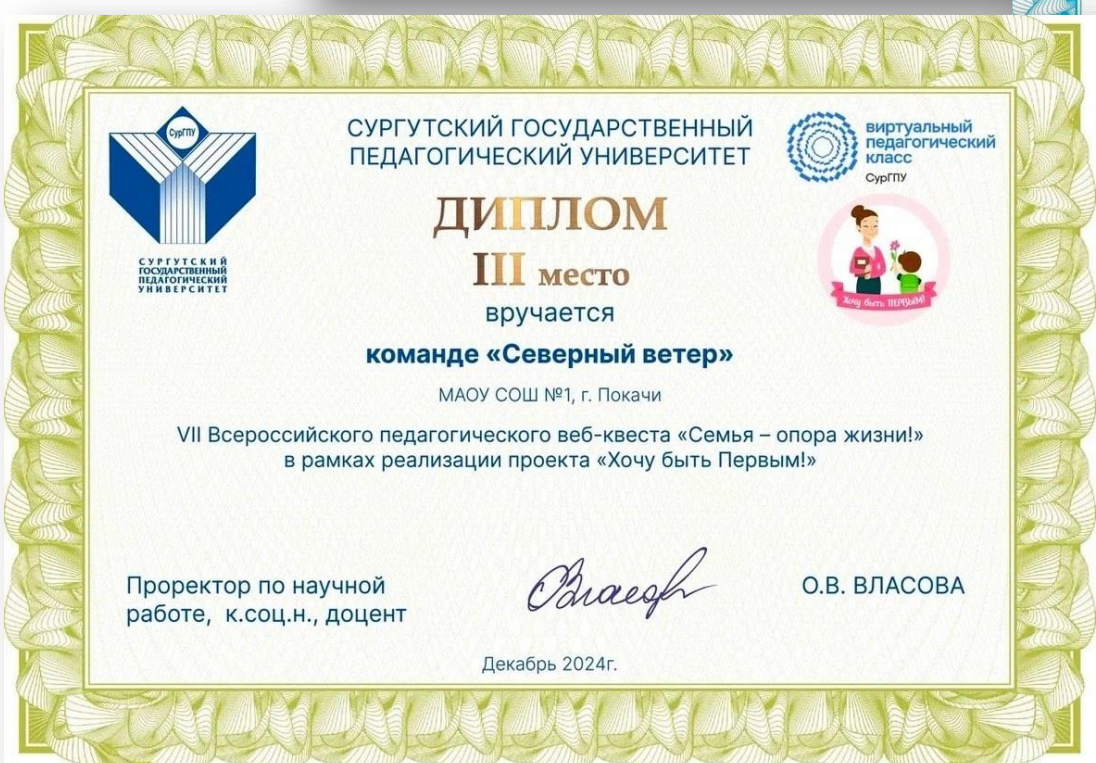 СурГПУ
СУРГУТСКИЙ
ГОСУДАРСТВЕННЫЙ
ПЕДАГОГИЧЕСКИЙ
УНИВЕРСИТЕТ
СУРГУТСКИЙ ГОСУДАРСТВЕННЫЙ
ПЕДАГОГИЧЕСКИЙ УНИВЕРСИТЕТ
виртуальный
педагогический
класс
СурГПУ
Хочу быть ПЕРВЫМ!
ДИПЛОМ
III место
вручается
команде «Северный ветер»
МАОУ СОШ №1, г. Покачи
VII Всероссийского педагогического веб-квеста «Семья – опора жизни!»
в рамках реализации проекта «Хочу быть Первым!»
Проректор по научной
работе, к.соц.н., доцент
О.В. ВЛАСОВА
Декабрь 2024г.